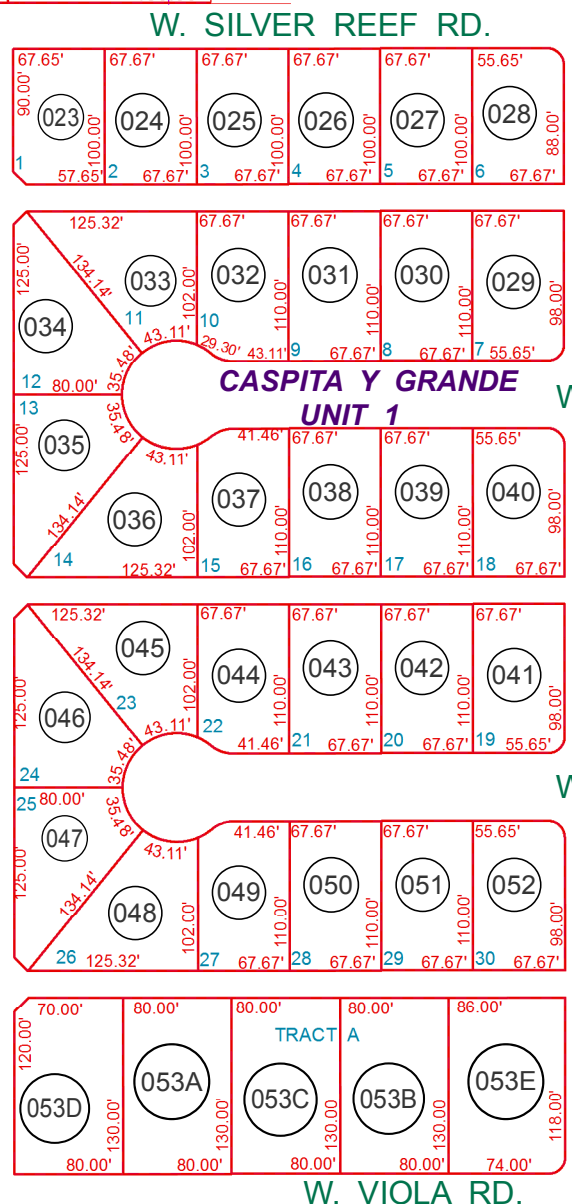 W. SILVER REEF RD.
67.65' 67.67' 67.67' 67.67' 67.67' 55.65'
90.00' 023 100.00' 024 100.00' 025 100.00' 026 100.00' 027 100.00' 028 88.00'
1 57.65' 2 67.67' 3 67.67' 4 67.67' 5 67.67' 6 67.67'
125.32' 67.67' 67.67' 67.67' 67.67'
125.00' 134.14' 033 102.00' 032 110.00' 031 110.00' 030 110.00' 029 98.00'
034 11 10
43.11' 29.30' 43.11' 9 67.67' 8 67.67' 7 55.65'
12 80.00' 35.48'
CASPITA Y GRANDE
UNIT 1
W
13 35.48' 41.46' 67.67' 67.67' 55.65'
125.00' 035 43.11'
134.14' 036 102.00' 037 110.00' 038 110.00' 039 110.00' 040 98.00'
14 125.32' 15 67.67' 16 67.67' 17 67.67' 18 67.67'
125.32' 67.67' 67.67' 67.67' 67.67'
134.14' 045 102.00' 044 110.00' 043 110.00' 042 110.00' 041 98.00'
125.00' 046 23 22
43.11' 41.46' 21 67.67' 20 67.67' 19 55.65'
24 35.48'
W
25 80.00' 35.48' 41.46' 67.67' 67.67' 55.65'
125.00' 047 43.11'
134.14' 048 102.00' 049 110.00' 050 110.00' 051 110.00' 052 98.00'
26 125.32' 27 67.67' 28 67.67' 29 67.67' 30 67.67'
70.00' 80.00' 80.00' 80.00' 86.00'
TRACT A
120.00' 053D 130.00' 053A 130.00' 053C 130.00' 053B 130.00 053E 118.00'
80.00' 80.00' 80.00' 80.00' 74.00'
W. VIOLA RD.